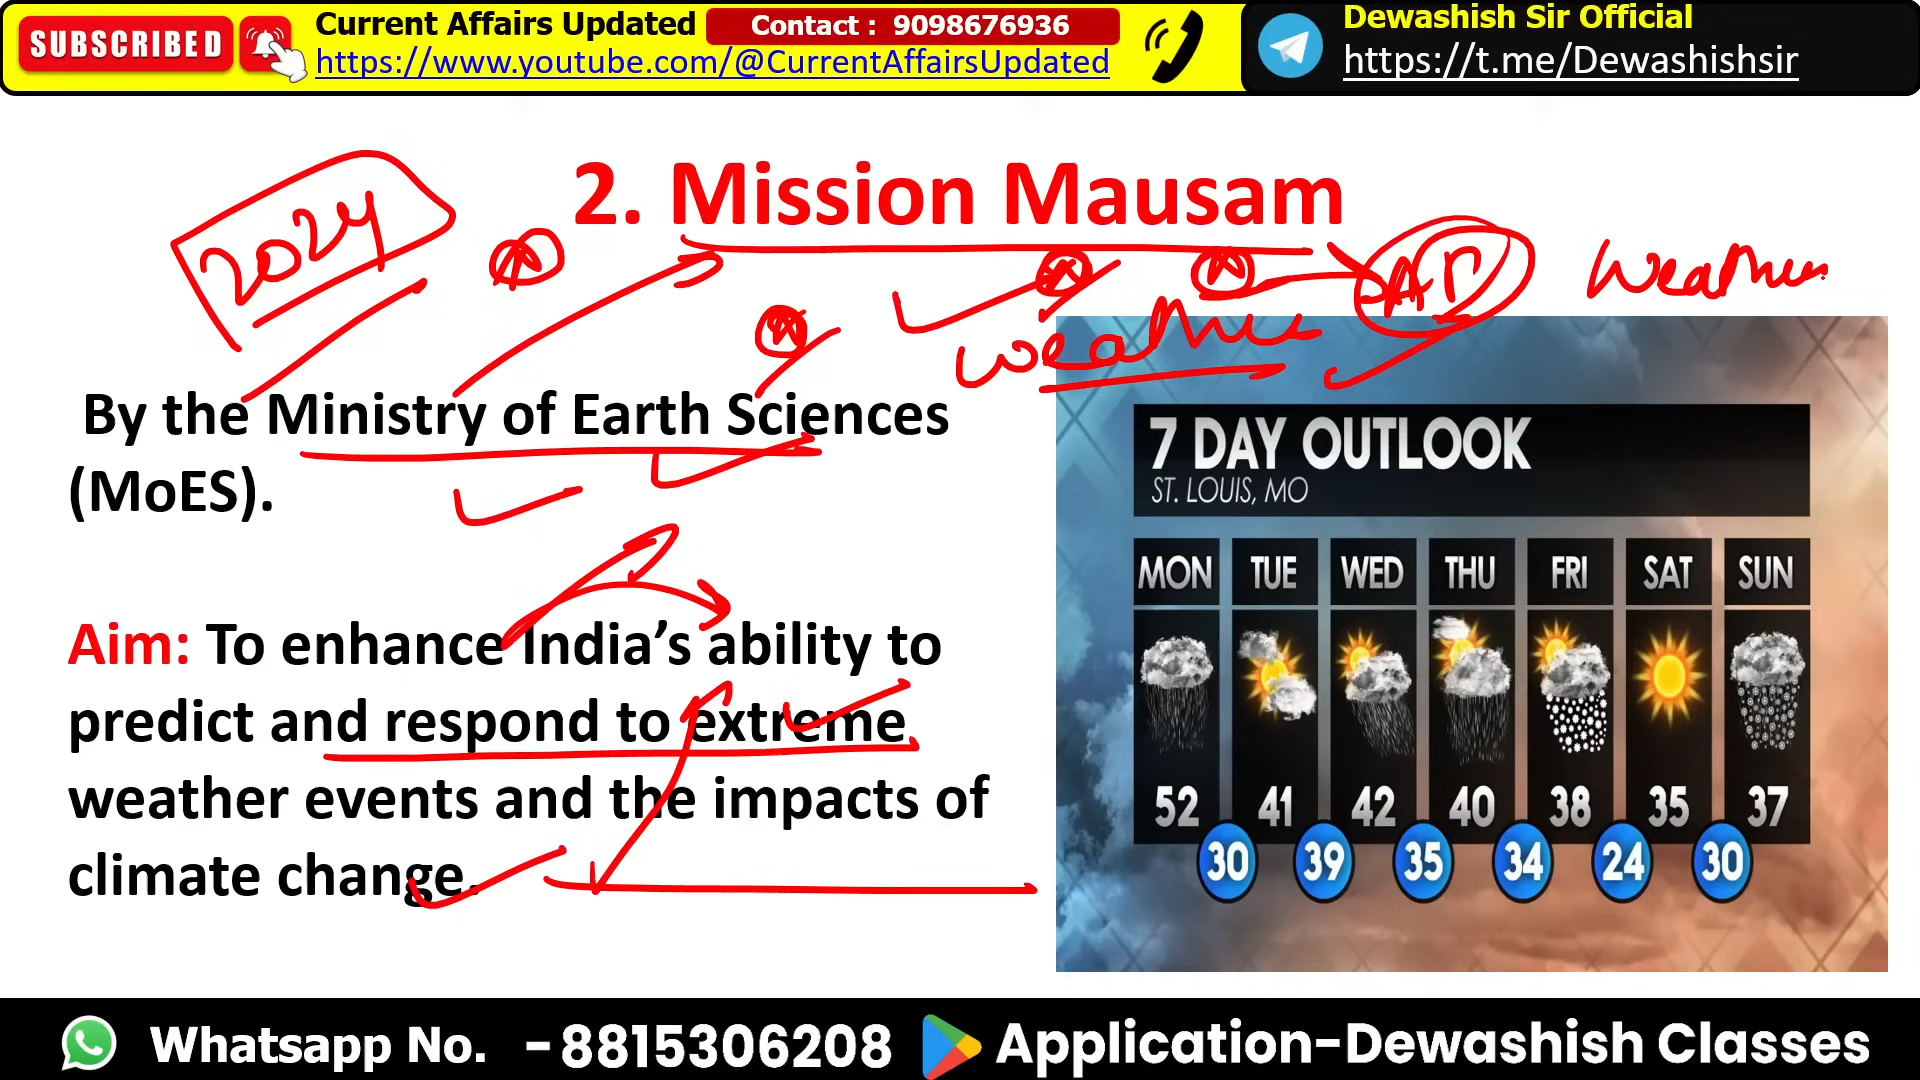 SUBSCRIBED
Current Affairs Updated
Contact : 9098676936
https://www.youtube.com/@CurrentAffairsUpdated
Dewashish Sir Official
https://t.me/Dewashishsir
2. Mission Mausam
2024
AI
Weather
weather
By the Ministry of Earth Sciences
(MoES).
Aim: To enhance India’s ability to
predict and respond to extreme
weather events and the impacts of
climate change.
7 DAY OUTLOOK
ST. LOUIS, MO
MON TUE WED THU FRI SAT SUN
52 41 42 40 38 35 37
30 39 35 34 24 30
Whatsapp No. - 8815306208
Application-Dewashish Classes